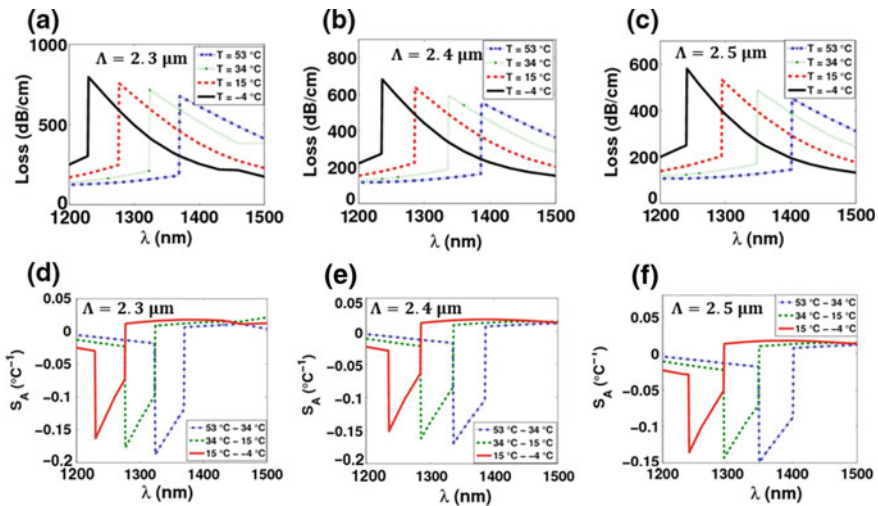 (a)
Λ = 2.3 µm
T = 53 °C
T = 34 °C
T = 15 °C
T = −4 °C
Loss (dB/cm)
1000
500
0
1200 1300 1400 1500
λ (nm)
(b)
Λ = 2.4 µm
T = 53 °C
T = 34 °C
T = 15 °C
T = −4 °C
Loss (dB/cm)
800
600
400
200
0
1200 1300 1400 1500
λ (nm)
(c)
Λ = 2.5 µm
T = 53 °C
T = 34 °C
T = 15 °C
T = −4 °C
Loss (dB/cm)
600
400
200
0
1200 1300 1400 1500
λ (nm)
(d)
Λ = 2.3 µm
S_A (°C⁻¹)
0.05
0
−0.05
−0.1
−0.15
−0.2
53 °C − 34 °C
34 °C − 15 °C
15 °C − −4 °C
1200 1300 1400 1500
λ (nm)
(e)
Λ = 2.4 µm
S_A (°C⁻¹)
0.05
0
−0.05
−0.1
−0.15
−0.2
53 °C − 34 °C
34 °C − 15 °C
15 °C − −4 °C
1200 1300 1400 1500
λ (nm)
(f)
Λ = 2.5 µm
53 °C − 34 °C
34 °C − 15 °C
15 °C − −4 °C
S_A (°C⁻¹)
0.05
0
−0.05
−0.1
−0.15
1200 1300 1400 1500
λ (nm)